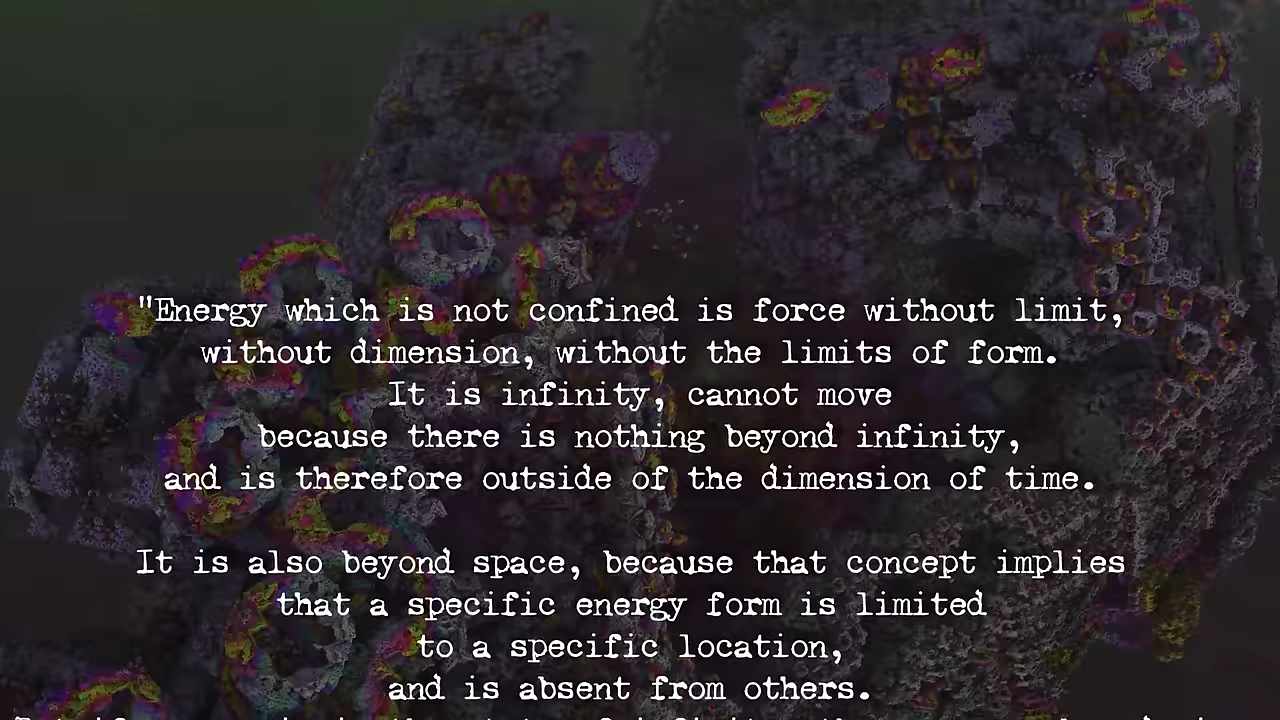 "Energy which is not confined is force without limit,
without dimension, without the limits of form.
It is infinity, cannot move
because there is nothing beyond infinity,
and is therefore outside of the dimension of time.
It is also beyond space, because that concept implies
that a specific energy form is limited
to a specific location,
and is absent from others.